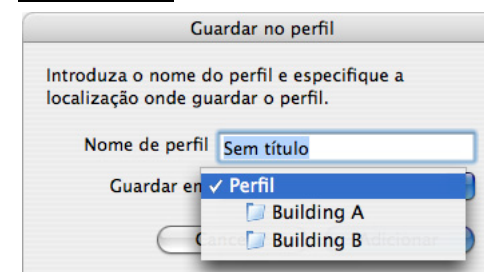 Guardar no perfil
Introduza o nome do perfil e especifique a
localização onde guardar o perfil.
Nome de perfil Sem título
Guardar em ✓ Perfil
Building A
Building B